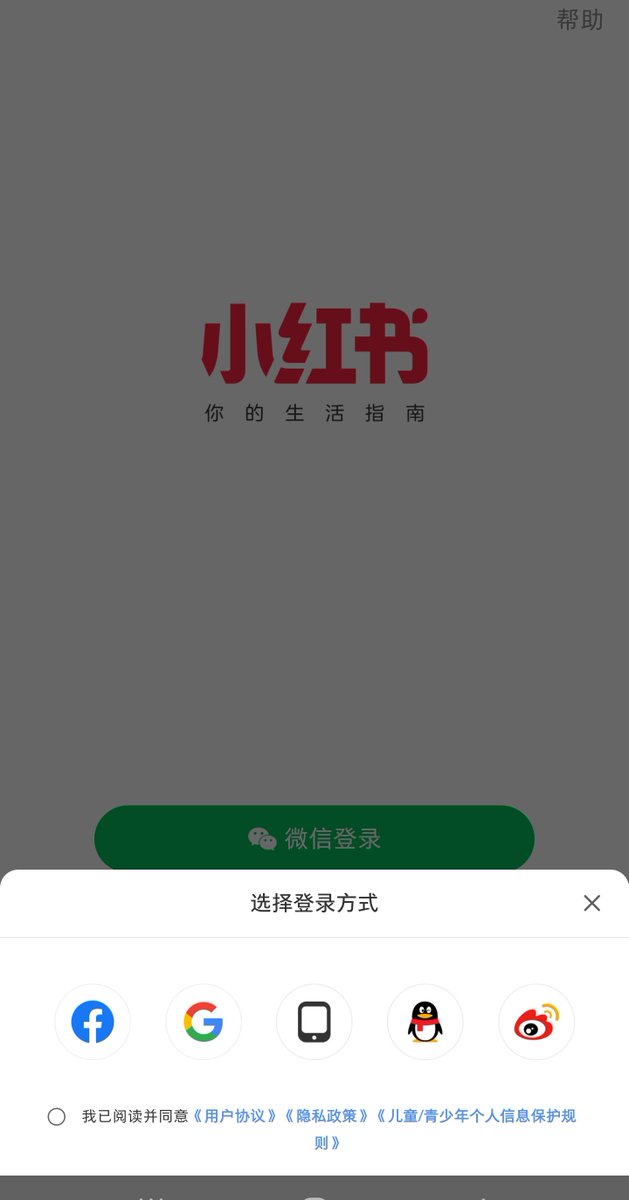 帮助
小红书
你的生活指南
微信登录
选择登录方式
我已阅读并同意《用户协议》《隐私政策》《儿童/青少年个人信息保护规
则》